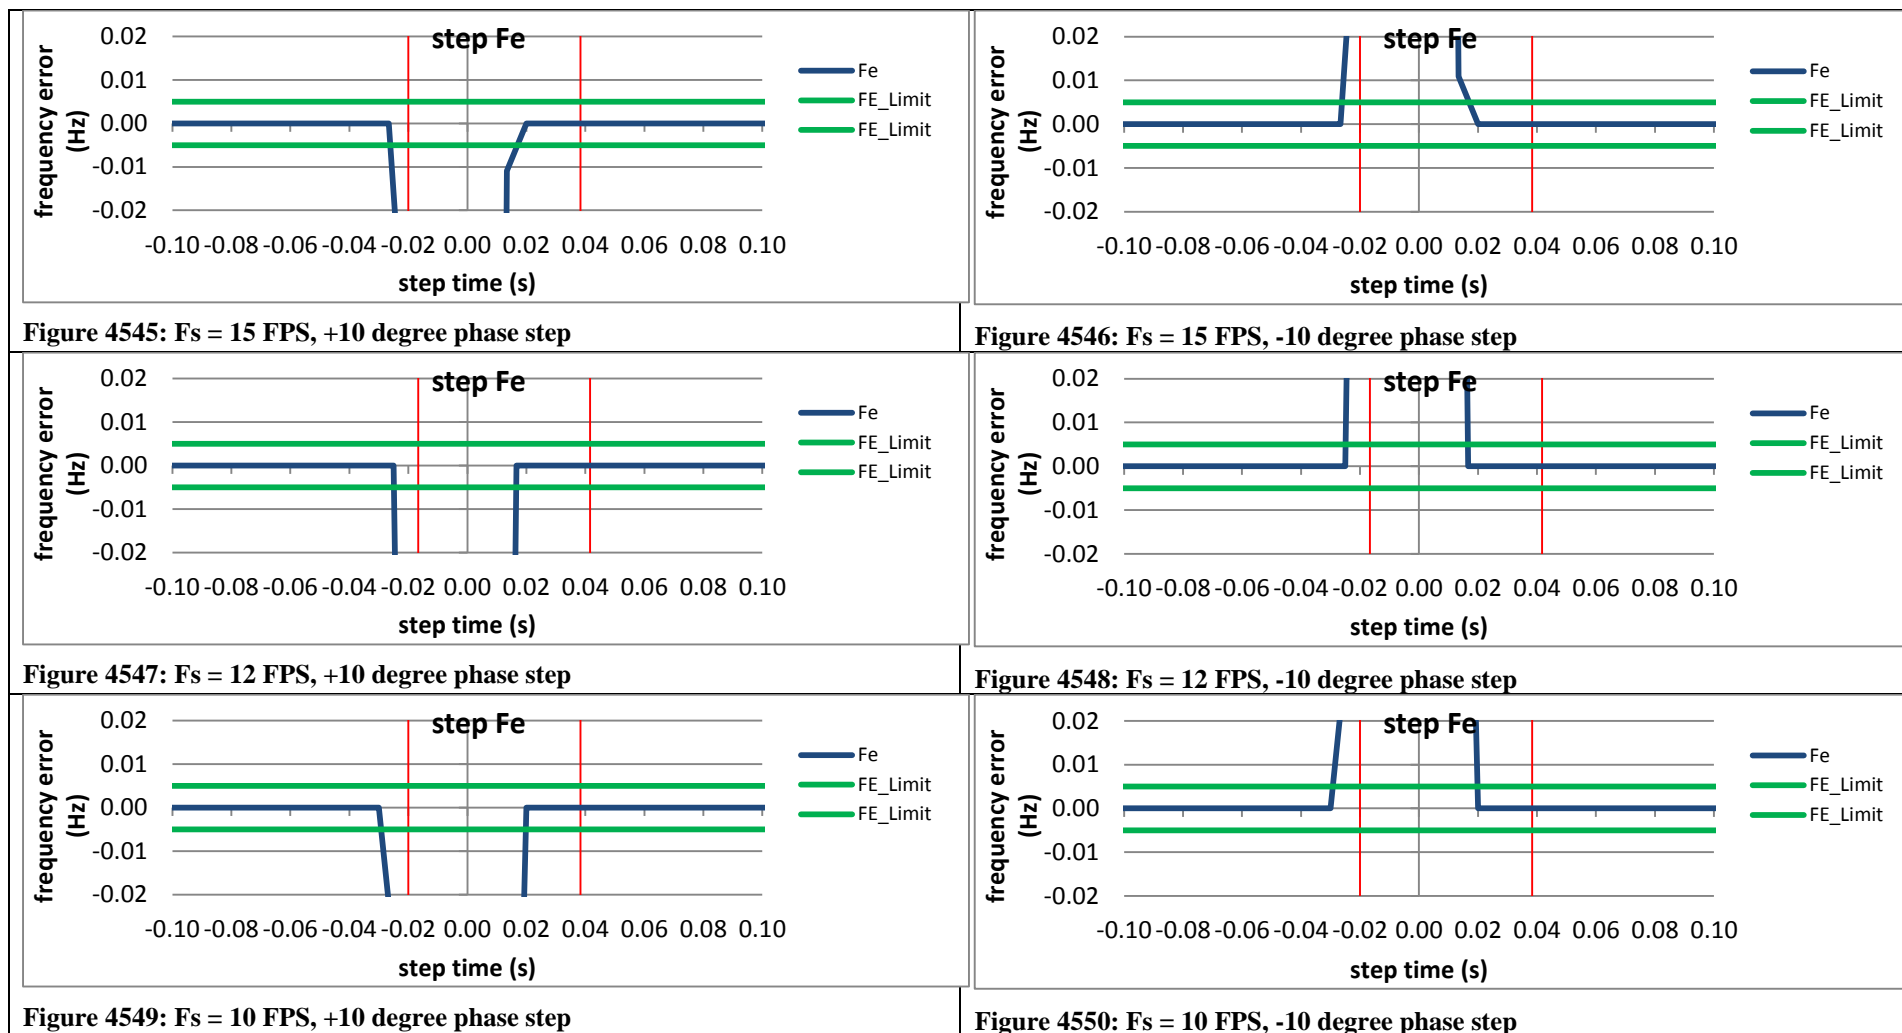 step Fe
frequency error
(Hz)
0.02
0.01
0.00
-0.01
-0.02
-0.10 -0.08 -0.06 -0.04 -0.02 0.00 0.02 0.04 0.06 0.08 0.10
step time (s)
Fe
FE_Limit
FE_Limit
Figure 4545: Fs = 15 FPS, +10 degree phase step
step Fe
frequency error
(Hz)
0.02
0.01
0.00
-0.01
-0.02
-0.10 -0.08 -0.06 -0.04 -0.02 0.00 0.02 0.04 0.06 0.08 0.10
step time (s)
Fe
FE_Limit
FE_Limit
Figure 4546: Fs = 15 FPS, -10 degree phase step
step Fe
frequency error
(Hz)
0.02
0.01
0.00
-0.01
-0.02
-0.10 -0.08 -0.06 -0.04 -0.02 0.00 0.02 0.04 0.06 0.08 0.10
step time (s)
Fe
FE_Limit
FE_Limit
Figure 4547: Fs = 12 FPS, +10 degree phase step
step Fe
frequency error
(Hz)
0.02
0.01
0.00
-0.01
-0.02
-0.10 -0.08 -0.06 -0.04 -0.02 0.00 0.02 0.04 0.06 0.08 0.10
step time (s)
Fe
FE_Limit
FE_Limit
Figure 4548: Fs = 12 FPS, -10 degree phase step
step Fe
frequency error
(Hz)
0.02
0.01
0.00
-0.01
-0.02
-0.10 -0.08 -0.06 -0.04 -0.02 0.00 0.02 0.04 0.06 0.08 0.10
step time (s)
Fe
FE_Limit
FE_Limit
Figure 4549: Fs = 10 FPS, +10 degree phase step
step Fe
frequency error
(Hz)
0.02
0.01
0.00
-0.01
-0.02
-0.10 -0.08 -0.06 -0.04 -0.02 0.00 0.02 0.04 0.06 0.08 0.10
step time (s)
Fe
FE_Limit
FE_Limit
Figure 4550: Fs = 10 FPS, -10 degree phase step